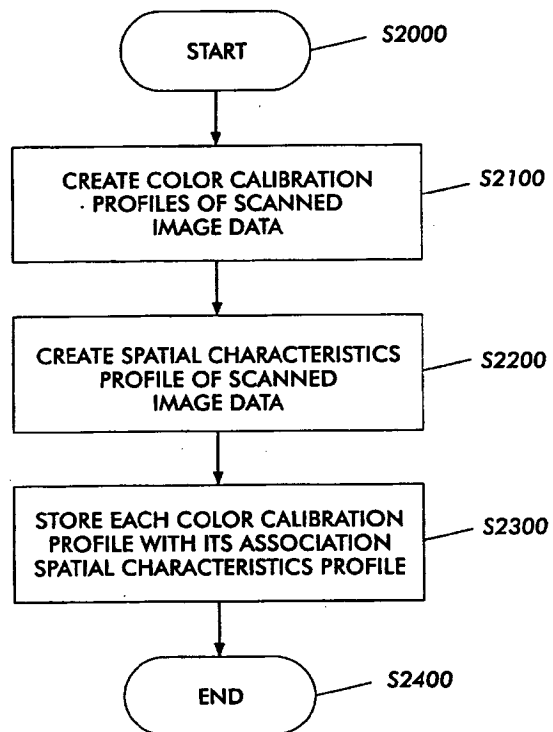 START
S2000
CREATE COLOR CALIBRATION
PROFILES OF SCANNED
IMAGE DATA
S2100
CREATE SPATIAL CHARACTERISTICS
PROFILE OF SCANNED
IMAGE DATA
S2200
STORE EACH COLOR CALIBRATION
PROFILE WITH ITS ASSOCIATION
SPATIAL CHARACTERISTICS PROFILE
S2300
END
S2400